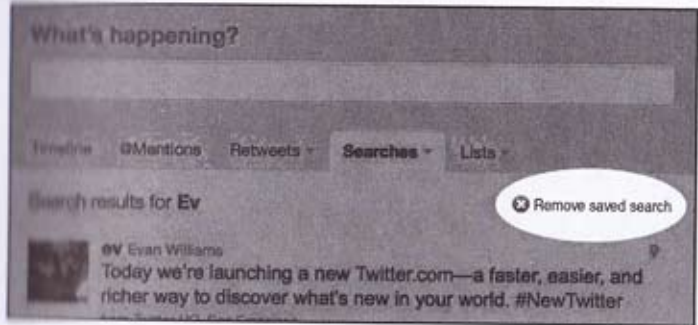 What's happening?
Timeline @Mentions Retweets Searches Lists
Search results for Ev
Remove saved search
ev Evan Williams
Today we're launching a new Twitter.com—a faster, easier, and
richer way to discover what's new in your world. #NewTwitter